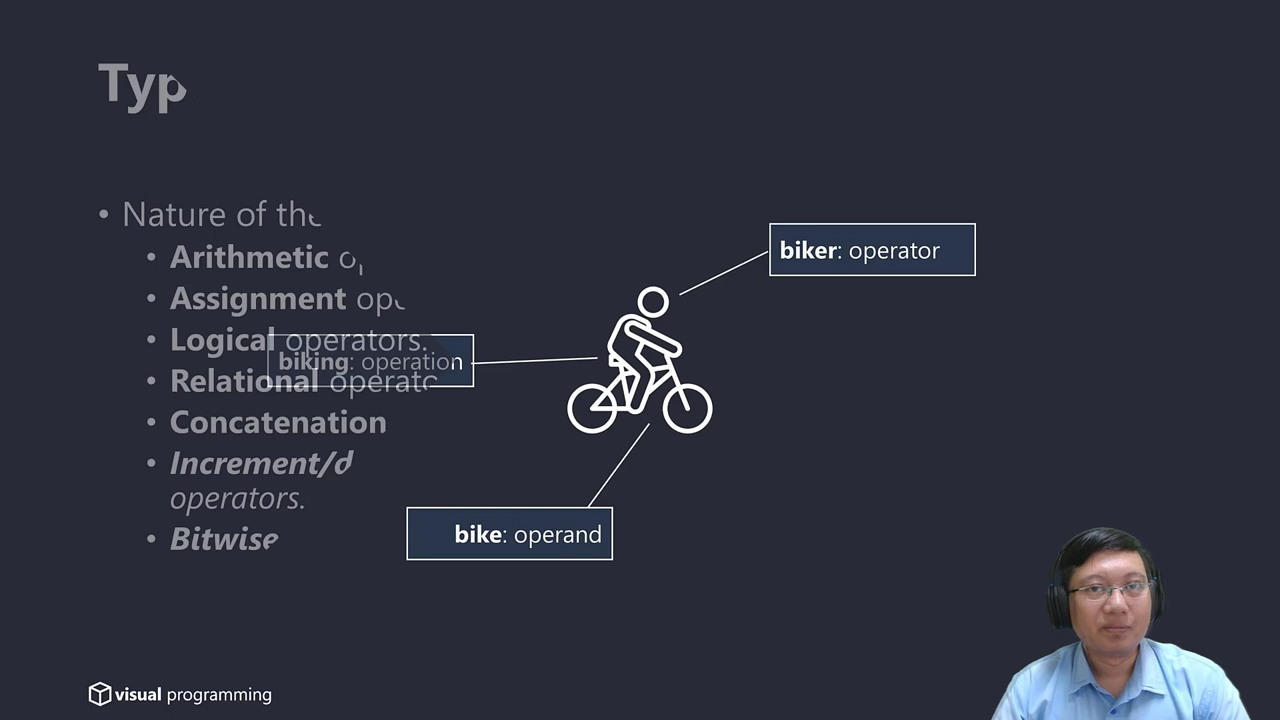 Typ
Nature of the
Arithmetic op
Assignment ope
Logical operators.
biking: operation
Relational operato
Concatenation
Increment/d
operators.
Bitwise
biker: operator
bike: operand
visual programming